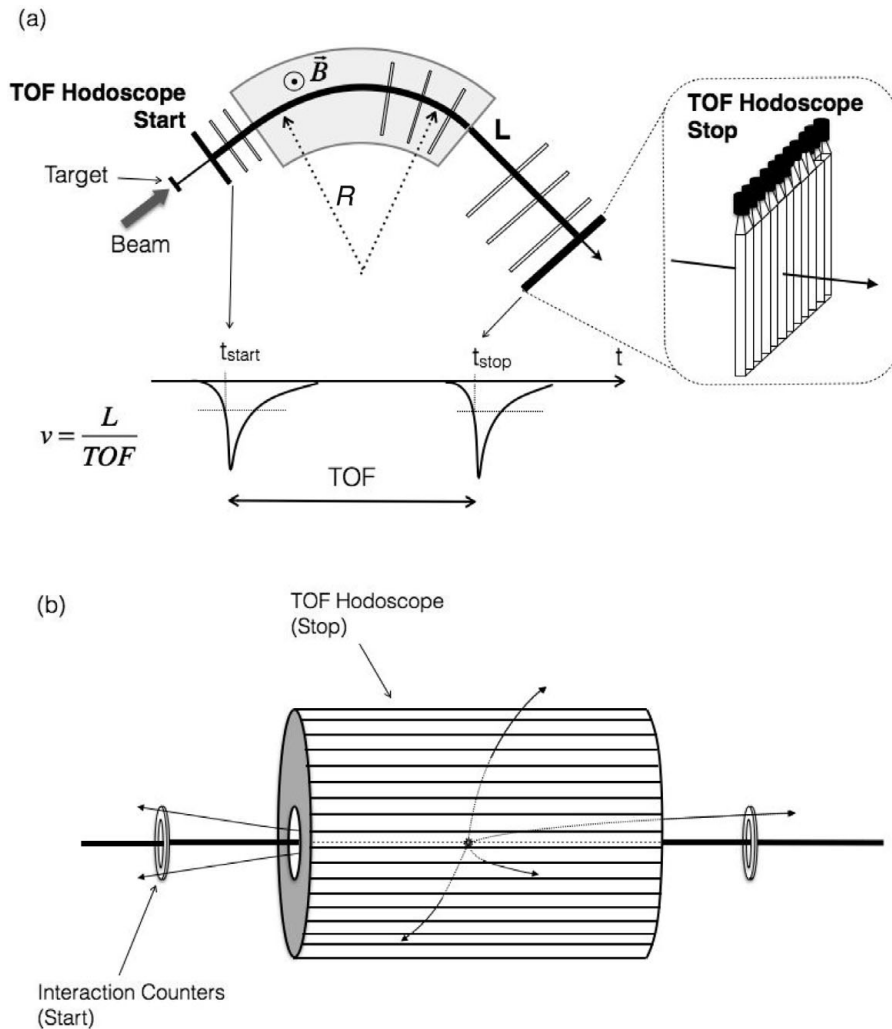 (a)
TOF Hodoscope
Start
B
TOF Hodoscope
Stop
L
Target
R
Beam
tstart
tstop
t
v = L / TOF
TOF
(b)
TOF Hodoscope
(Stop)
Interaction Counters
(Start)